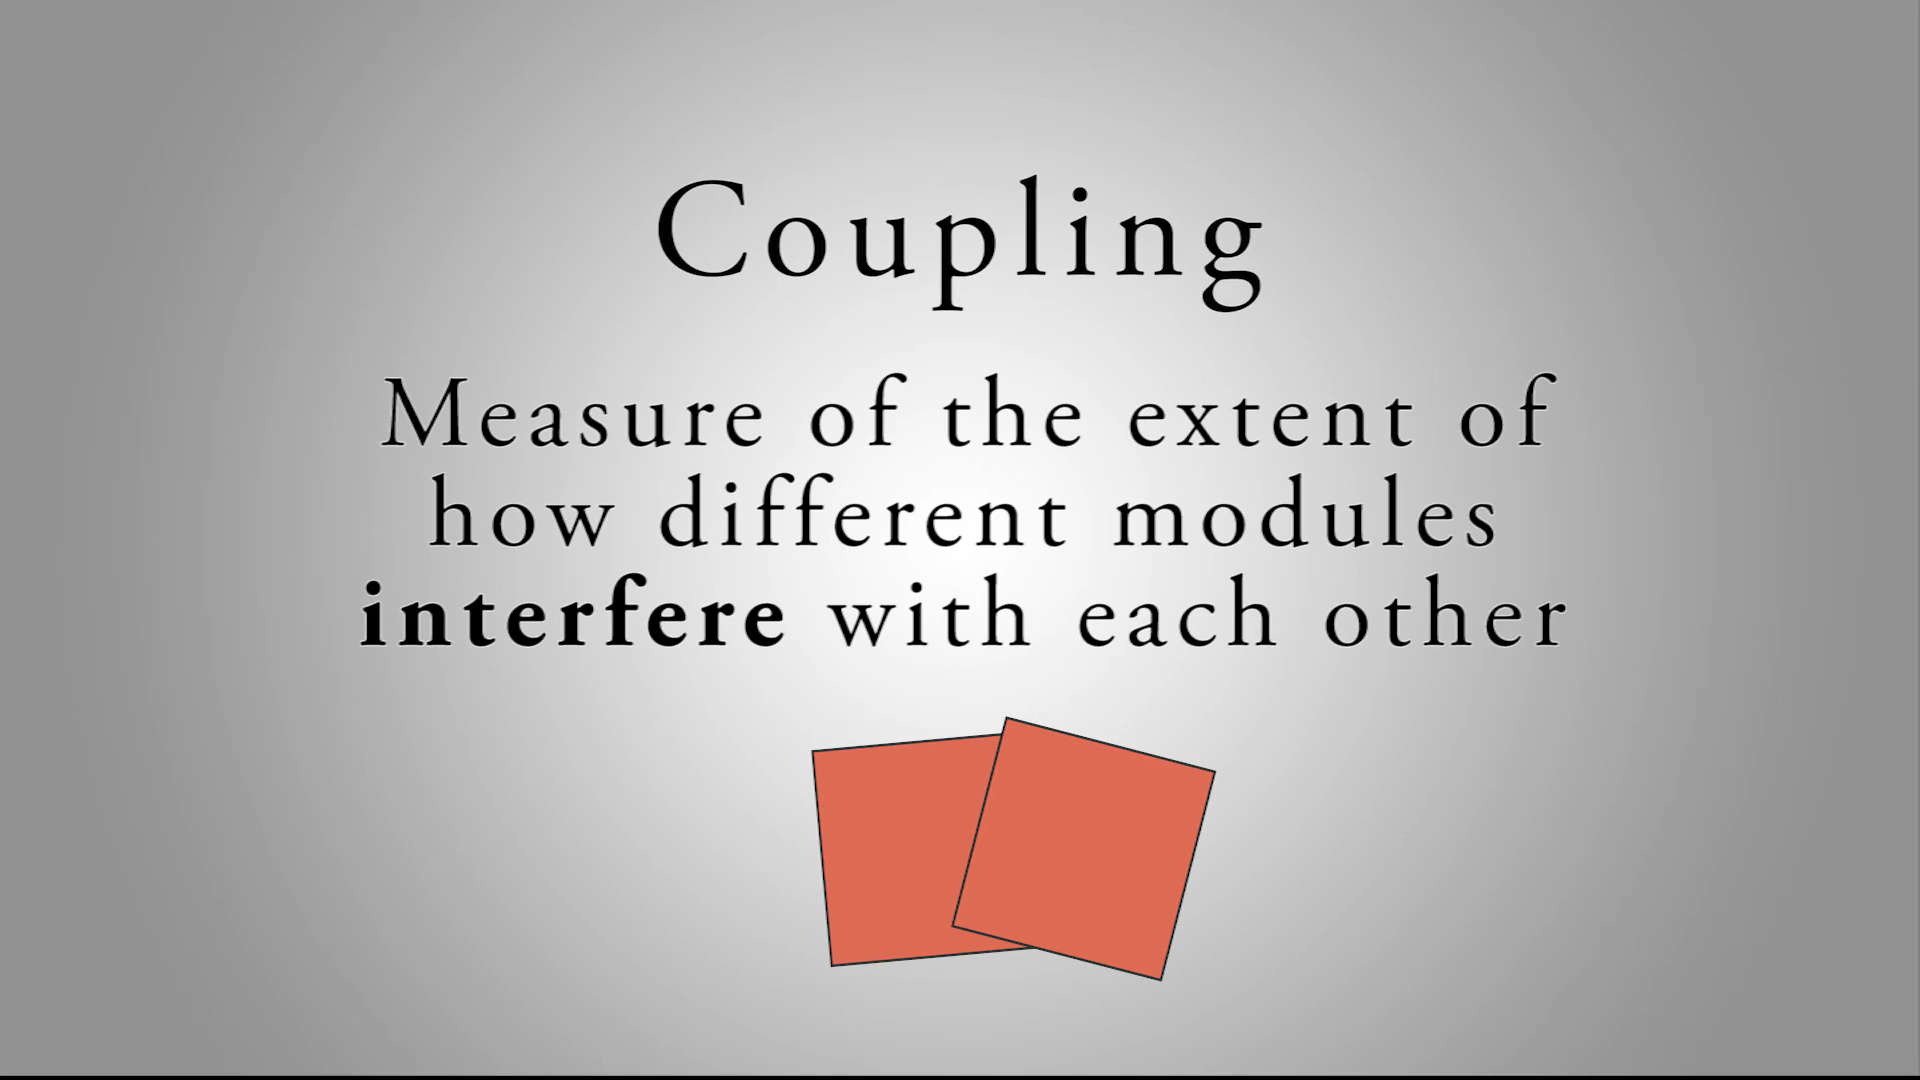 Coupling
Measure of the extent of
how different modules
interfere with each other